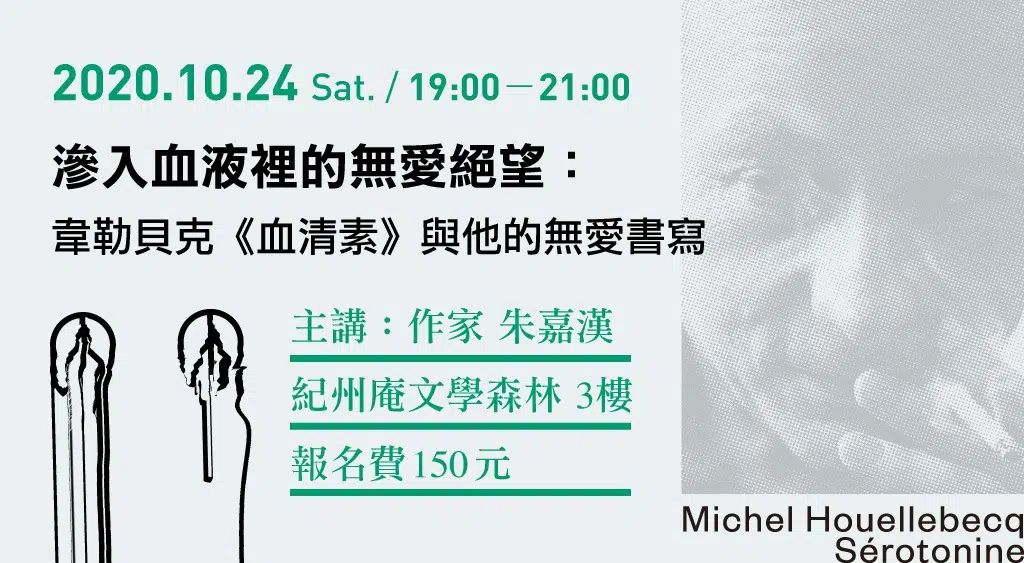 2020.10.24 Sat. / 19:00—21:00
滲入血液裡的無愛絕望：
韋勒貝克《血清素》與他的無愛書寫
主講：作家 朱嘉漢
紀州庵文學森林 3樓
報名費150元
Michel Houellebecq
Sérotonine